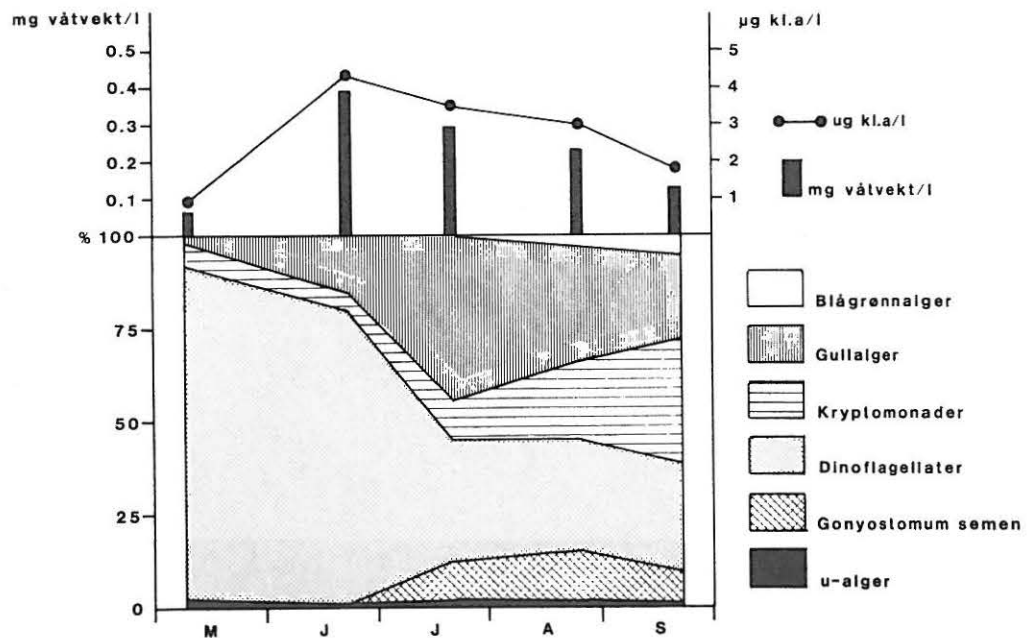 mg våtvekt/l
µg kl.a/l
0.5
0.4
0.3
0.2
0.1
5
4
3
2
1
µg kl.a/l
mg våtvekt/l
% 100
75
50
25
0
M J J A S
Blågrønnalger
Gullalger
Kryptomonader
Dinoflagellater
Gonyostomum semen
u-alger